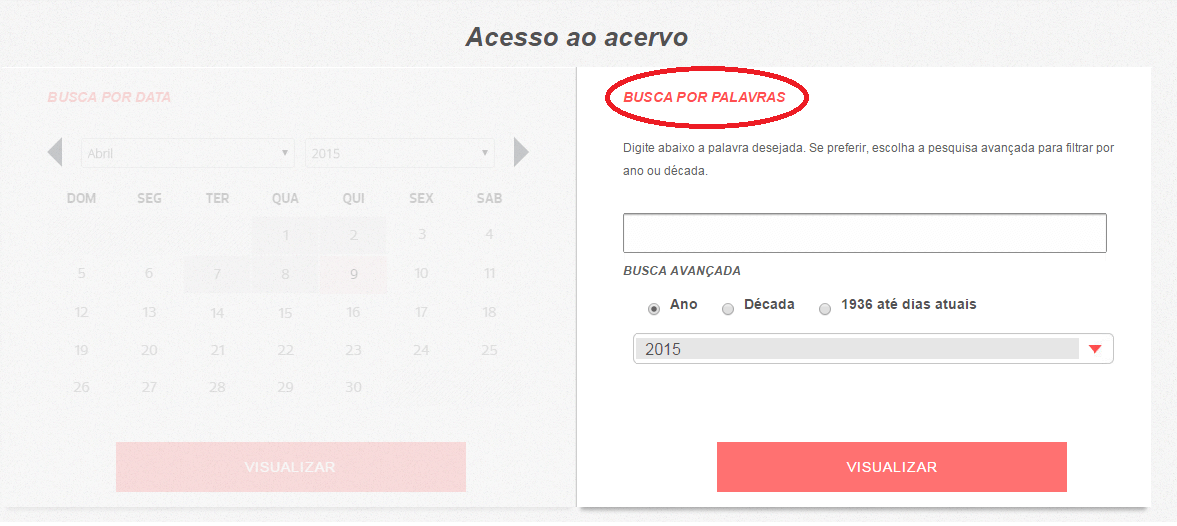 Acesso ao acervo
BUSCA POR DATA
Abril
2015
DOM SEG TER QUA QUI SEX SAB
1 2 3 4
5 6 7 8 9 10 11
12 13 14 15 16 17 18
19 20 21 22 23 24 25
26 27 28 29 30
VISUALIZAR
BUSCA POR PALAVRAS
Digite abaixo a palavra desejada. Se preferir, escolha a pesquisa avançada para filtrar por
ano ou década.
BUSCA AVANÇADA
Ano Década 1936 até dias atuais
2015
VISUALIZAR